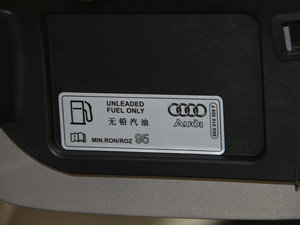 UNLEADED
FUEL ONLY
无铅汽油
MIN.RON/ROZ 95
Audi